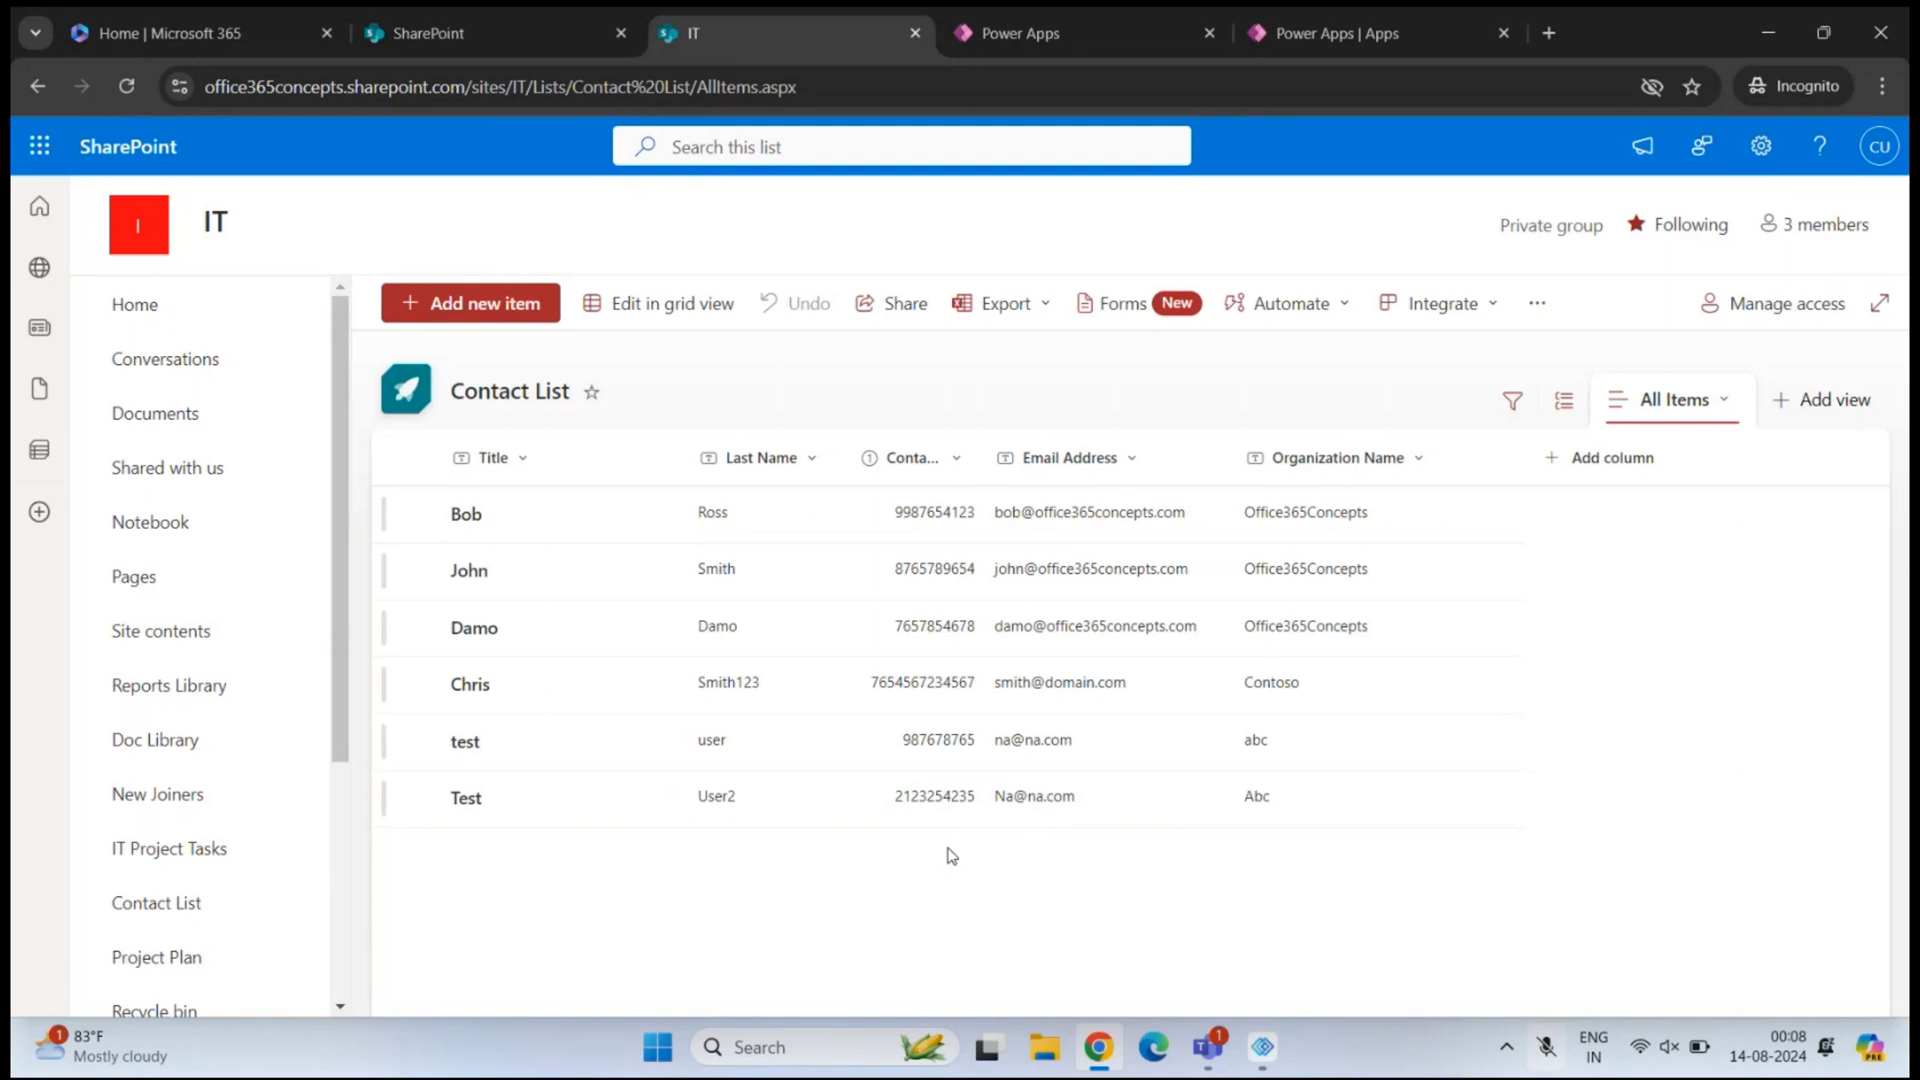 Home | Microsoft 365
SharePoint
IT
Power Apps
Power Apps | Apps
office365concepts.sharepoint.com/sites/IT/Lists/Contact%20List/AllItems.aspx
Incognito
SharePoint
Search this list
CU
I
IT
Private group
Following
3 members
Home
Conversations
Documents
Shared with us
Notebook
Pages
Site contents
Reports Library
Doc Library
New Joiners
IT Project Tasks
Contact List
Project Plan
Recycle bin
+ Add new item
Edit in grid view
Undo
Share
Export
Forms New
Automate
Integrate
...
Manage access
Contact List
All Items
+ Add view
Title Last Name Conta... Email Address Organization Name + Add column
Bob Ross 9987654123 bob@office365concepts.com Office365Concepts
John Smith 8765789654 john@office365concepts.com Office365Concepts
Damo Damo 7657854678 damo@office365concepts.com Office365Concepts
Chris Smith123 7654567234567 smith@domain.com Contoso
test user 987678765 na@na.com abc
Test User2 2123254235 Na@na.com Abc
1
83°F
Mostly cloudy
Search
1
ENG
IN
00:08
14-08-2024
PRE